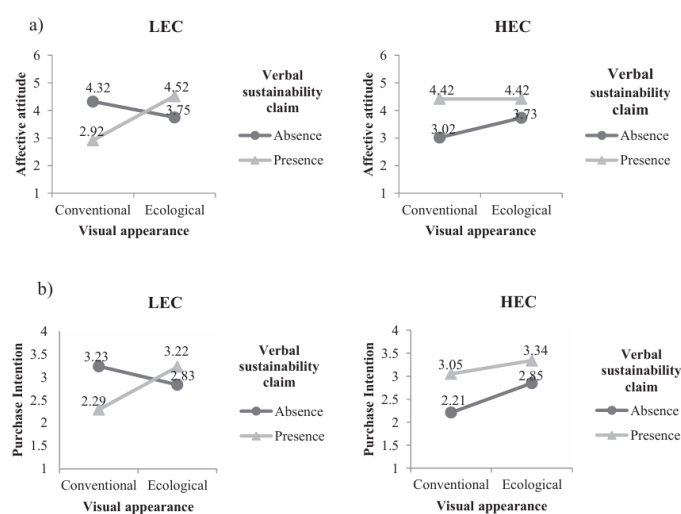 a)
LEC
6
5
4
3
2
1
Affective attitude
4.32
4.52
2.92
3.75
Conventional Ecological
Visual appearance
Verbal
sustainability
claim
Absence
Presence
HEC
6
5
4
3
2
1
Affective attitude
4.42
4.42
3.02
3.73
Conventional Ecological
Visual appearance
Verbal
sustainability
claim
Absence
Presence
b)
LEC
4
3.5
3
2.5
2
1.5
1
Purchase Intention
3.23
3.22
2.29
2.83
Conventional Ecological
Visual appearance
Verbal
sustainability
claim
Absence
Presence
HEC
4
3.5
3
2.5
2
1.5
1
Purchase Intention
3.05
3.34
2.21
2.85
Conventional Ecological
Visual appearance
Verbal
sustainability
claim
Absence
Presence